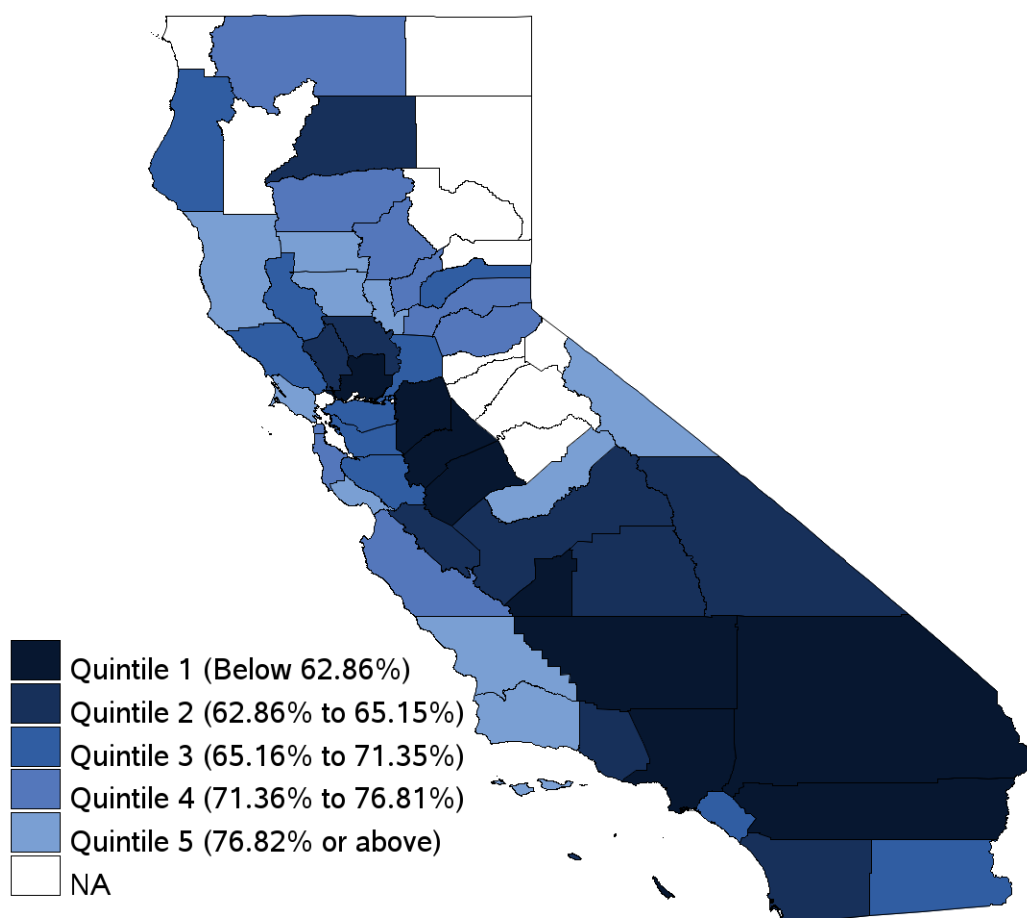 Quintile 1 (Below 62.86%)
Quintile 2 (62.86% to 65.15%)
Quintile 3 (65.16% to 71.35%)
Quintile 4 (71.36% to 76.81%)
Quintile 5 (76.82% or above)
NA